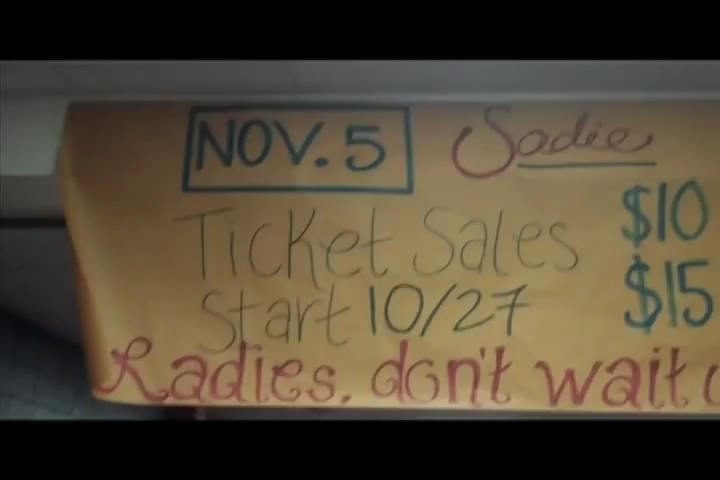 NOV. 5 Sadie
$10
Ticket Sales
$15
Start 10/27
Ladies, don't wait